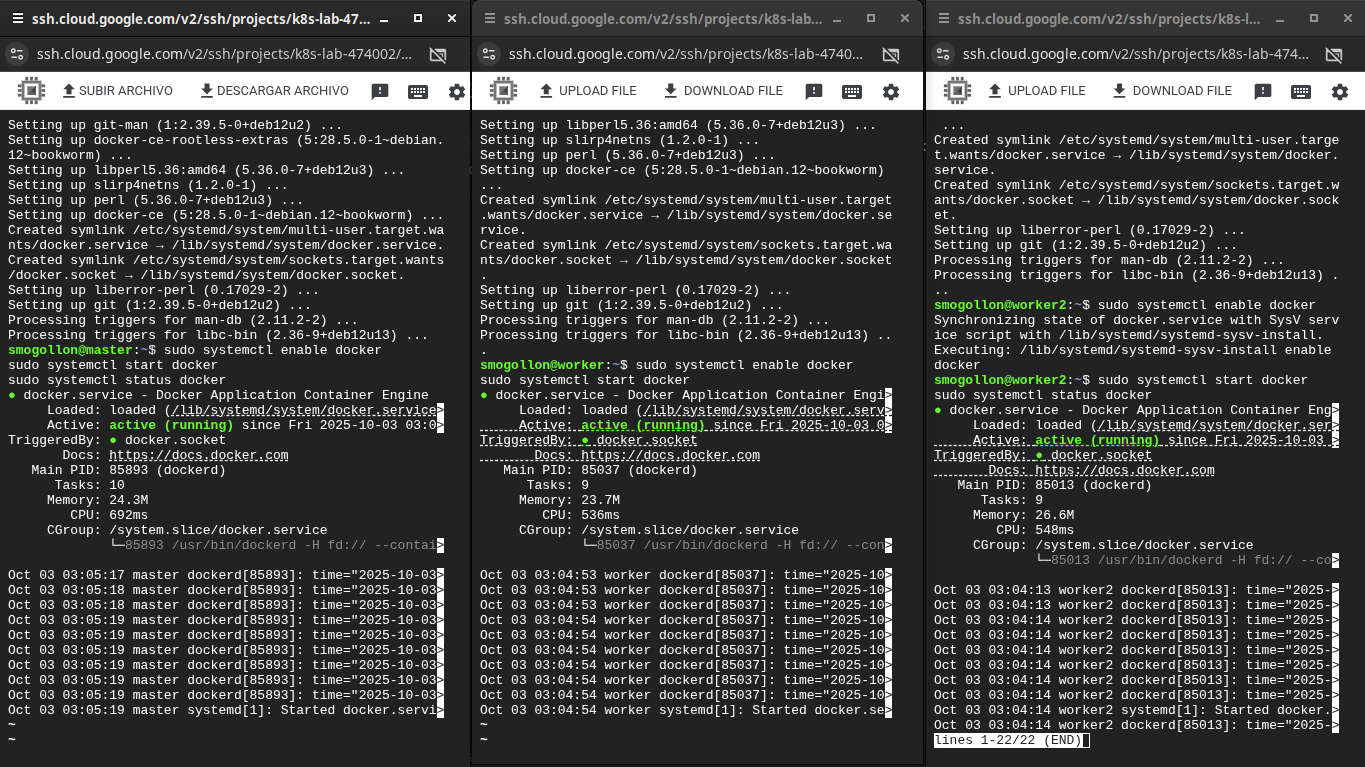 ssh.cloud.google.com/v2/ssh/projects/k8s-lab-47...
ssh.cloud.google.com/v2/ssh/projects/k8s-lab-474002/...
SUBIR ARCHIVO
DESCARGAR ARCHIVO
Setting up git-man (1:2.39.5-0+deb12u2) ...
Setting up docker-ce-rootless-extras (5:28.5.0-1~debian.
12~bookworm) ...
Setting up libperl5.36:amd64 (5.36.0-7+deb12u3) ...
Setting up slirp4netns (1.2.0-1) ...
Setting up perl (5.36.0-7+deb12u3) ...
Setting up docker-ce (5:28.5.0-1~debian.12~bookworm) ...
Created symlink /etc/systemd/system/multi-user.target.wa
nts/docker.service → /lib/systemd/system/docker.service.
Created symlink /etc/systemd/system/sockets.target.wants
/docker.socket → /lib/systemd/system/docker.socket.
Setting up liberror-perl (0.17029-2) ...
Setting up git (1:2.39.5-0+deb12u2) ...
Processing triggers for man-db (2.11.2-2) ...
Processing triggers for libc-bin (2.36-9+deb12u13) ...
smogollon@master:~$ sudo systemctl enable docker
sudo systemctl start docker
sudo systemctl status docker
● docker.service - Docker Application Container Engine
Loaded: loaded (/lib/systemd/system/docker.service>
Active: active (running) since Fri 2025-10-03 03:0>
TriggeredBy: ● docker.socket
Docs: https://docs.docker.com
Main PID: 85893 (dockerd)
Tasks: 10
Memory: 24.3M
CPU: 692ms
CGroup: /system.slice/docker.service
└─85893 /usr/bin/dockerd -H fd:// --contai>
Oct 03 03:05:17 master dockerd[85893]: time="2025-10-03>
Oct 03 03:05:18 master dockerd[85893]: time="2025-10-03>
Oct 03 03:05:18 master dockerd[85893]: time="2025-10-03>
Oct 03 03:05:19 master dockerd[85893]: time="2025-10-03>
Oct 03 03:05:19 master dockerd[85893]: time="2025-10-03>
Oct 03 03:05:19 master dockerd[85893]: time="2025-10-03>
Oct 03 03:05:19 master dockerd[85893]: time="2025-10-03>
Oct 03 03:05:19 master dockerd[85893]: time="2025-10-03>
Oct 03 03:05:19 master dockerd[85893]: time="2025-10-03>
Oct 03 03:05:19 master systemd[1]: Started docker.servi>
~
~
ssh.cloud.google.com/v2/ssh/projects/k8s-lab...
ssh.cloud.google.com/v2/ssh/projects/k8s-lab-4740...
UPLOAD FILE
DOWNLOAD FILE
Setting up libperl5.36:amd64 (5.36.0-7+deb12u3) ...
Setting up slirp4netns (1.2.0-1) ...
Setting up perl (5.36.0-7+deb12u3) ...
Setting up docker-ce (5:28.5.0-1~debian.12~bookworm)
...
Created symlink /etc/systemd/system/multi-user.target
.wants/docker.service → /lib/systemd/system/docker.se
rvice.
Created symlink /etc/systemd/system/sockets.target.wa
nts/docker.socket → /lib/systemd/system/docker.socket
.
Setting up liberror-perl (0.17029-2) ...
Setting up git (1:2.39.5-0+deb12u2) ...
Processing triggers for man-db (2.11.2-2) ...
Processing triggers for libc-bin (2.36-9+deb12u13) ..
.
smogollon@worker:~$ sudo systemctl enable docker
sudo systemctl start docker
● docker.service - Docker Application Container Engi>
Loaded: loaded (/lib/systemd/system/docker.serv>
Active: active (running) since Fri 2025-10-03 0>
TriggeredBy: ● docker.socket
Docs: https://docs.docker.com
Main PID: 85037 (dockerd)
Tasks: 9
Memory: 23.7M
CPU: 536ms
CGroup: /system.slice/docker.service
└─85037 /usr/bin/dockerd -H fd:// --con>
Oct 03 03:04:53 worker dockerd[85037]: time="2025-10>
Oct 03 03:04:53 worker dockerd[85037]: time="2025-10>
Oct 03 03:04:53 worker dockerd[85037]: time="2025-10>
Oct 03 03:04:54 worker dockerd[85037]: time="2025-10>
Oct 03 03:04:54 worker dockerd[85037]: time="2025-10>
Oct 03 03:04:54 worker dockerd[85037]: time="2025-10>
Oct 03 03:04:54 worker dockerd[85037]: time="2025-10>
Oct 03 03:04:54 worker dockerd[85037]: time="2025-10>
Oct 03 03:04:54 worker dockerd[85037]: time="2025-10>
Oct 03 03:04:54 worker systemd[1]: Started docker.se>
~
~
ssh.cloud.google.com/v2/ssh/projects/k8s-l...
ssh.cloud.google.com/v2/ssh/projects/k8s-lab-474...
UPLOAD FILE
DOWNLOAD FILE
...
Created symlink /etc/systemd/system/multi-user.targe
t.wants/docker.service → /lib/systemd/system/docker.
service.
Created symlink /etc/systemd/system/sockets.target.w
ants/docker.socket → /lib/systemd/system/docker.sock
et.
Setting up liberror-perl (0.17029-2) ...
Setting up git (1:2.39.5-0+deb12u2) ...
Processing triggers for man-db (2.11.2-2) ...
Processing triggers for libc-bin (2.36-9+deb12u13) .
..
smogollon@worker2:~$ sudo systemctl enable docker
Synchronizing state of docker.service with SysV serv
ice script with /lib/systemd/systemd-sysv-install.
Executing: /lib/systemd/systemd-sysv-install enable
docker
smogollon@worker2:~$ sudo systemctl start docker
sudo systemctl status docker
● docker.service - Docker Application Container Eng>
Loaded: loaded (/lib/systemd/system/docker.ser>
Active: active (running) since Fri 2025-10-03 >
TriggeredBy: ● docker.socket
Docs: https://docs.docker.com
Main PID: 85013 (dockerd)
Tasks: 9
Memory: 26.6M
CPU: 548ms
CGroup: /system.slice/docker.service
└─85013 /usr/bin/dockerd -H fd:// --co>
Oct 03 03:04:13 worker2 dockerd[85013]: time="2025->
Oct 03 03:04:14 worker2 dockerd[85013]: time="2025->
Oct 03 03:04:14 worker2 dockerd[85013]: time="2025->
Oct 03 03:04:14 worker2 dockerd[85013]: time="2025->
Oct 03 03:04:14 worker2 dockerd[85013]: time="2025->
Oct 03 03:04:14 worker2 dockerd[85013]: time="2025->
Oct 03 03:04:14 worker2 dockerd[85013]: time="2025->
Oct 03 03:04:14 worker2 dockerd[85013]: time="2025->
Oct 03 03:04:14 worker2 systemd[1]: Started docker.>
Oct 03 03:04:14 worker2 dockerd[85013]: time="2025->
lines 1-22/22 (END)